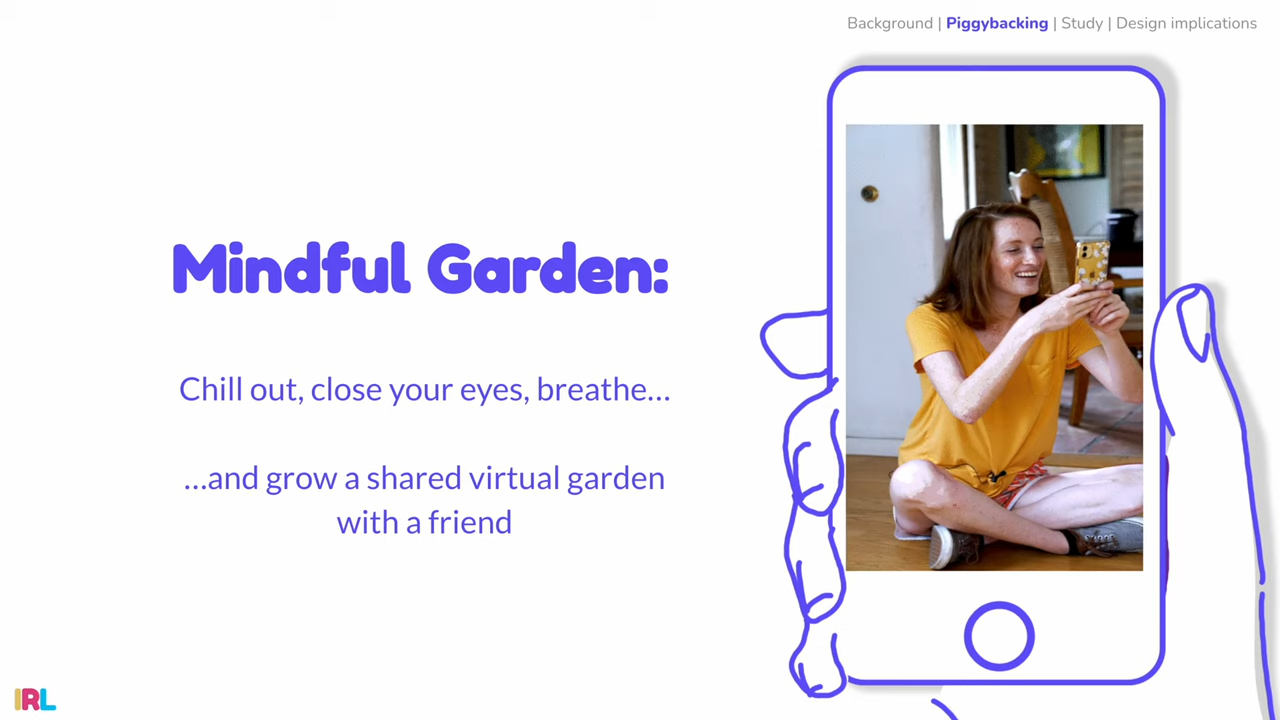 Background | Piggybacking | Study | Design implications
Mindful Garden:
Chill out, close your eyes, breathe...
...and grow a shared virtual garden
with a friend
IRL